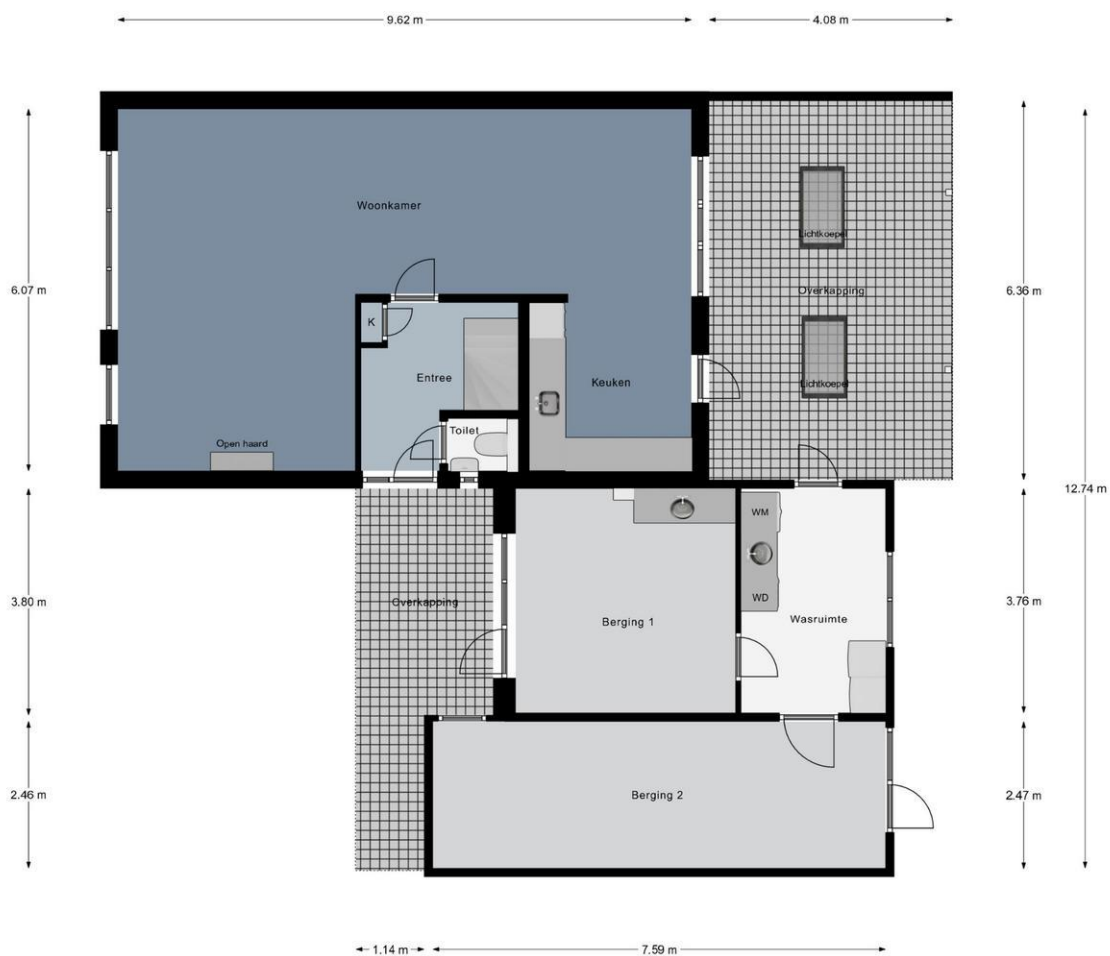 9.62 m
4.08 m
Woonkamer
Lichtkoepel
6.07 m
Overkapping
6.36 m
K
Entree
Keuken
Lichtkoepel
Toilet
Open haard
12.74 m
WM
3.80 m
Overkapping
WD
3.76 m
Berging 1
Wasruimte
2.46 m
Berging 2
2.47 m
1.14 m
7.59 m